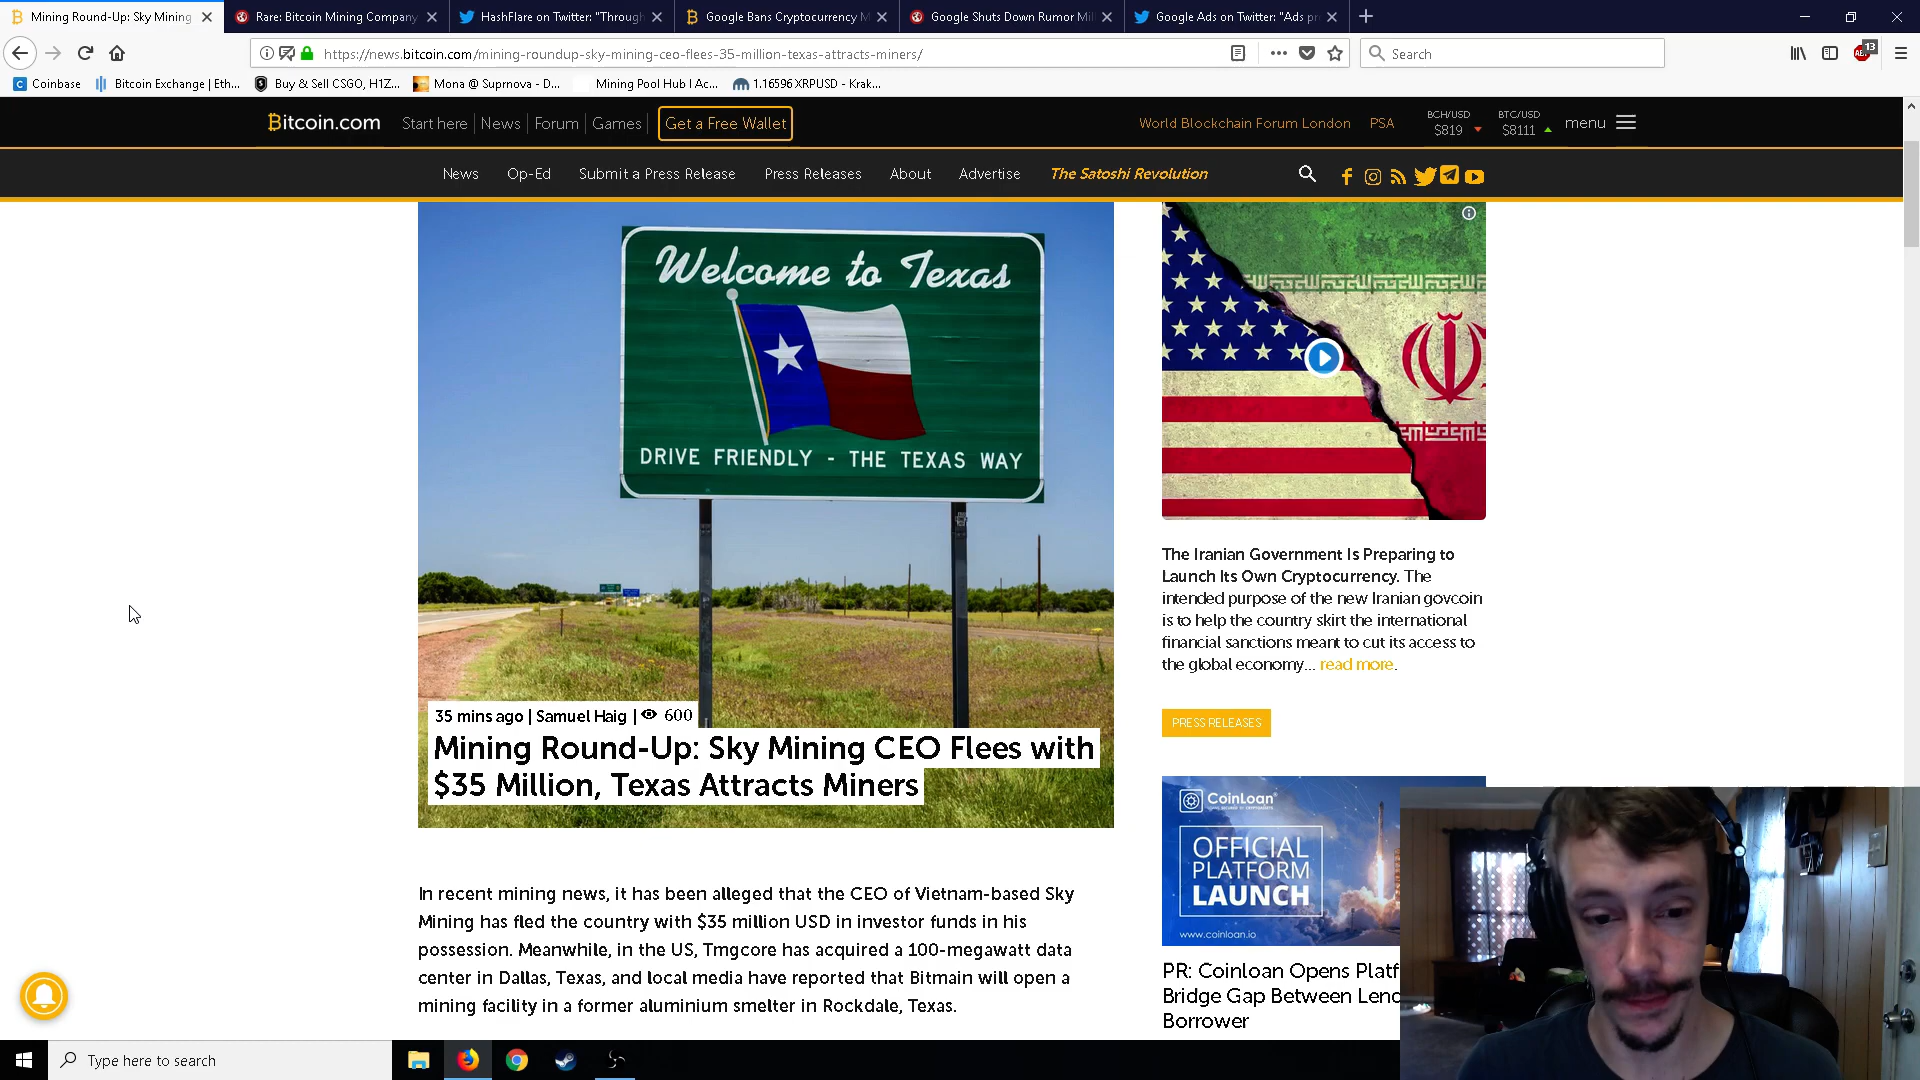 Mining Round-Up: Sky Mining
Rare: Bitcoin Mining Company
HashFlare on Twitter: "Through
Google Bans Cryptocurrency M
Google Shuts Down Rumor Mil
Google Ads on Twitter: "Ads pr
https://news.bitcoin.com/mining-roundup-sky-mining-ceo-flees-35-million-texas-attracts-miners/
Search
13
Coinbase
Bitcoin Exchange | Eth...
Buy & Sell CSGO, H1Z...
Mona @ Suprnova - D...
Mining Pool Hub | Ac...
1.16596 XRPUSD - Krak...
Bitcoin.com
Start here
News
Forum
Games
Get a Free Wallet
World Blockchain Forum London
PSA
BCH/USD
$819
BTC/USD
$8111
menu
News
Op-Ed
Submit a Press Release
Press Releases
About
Advertise
The Satoshi Revolution
Welcome to Texas
DRIVE FRIENDLY - THE TEXAS WAY
35 mins ago | Samuel Haig | 600
Mining Round-Up: Sky Mining CEO Flees with
$35 Million, Texas Attracts Miners
In recent mining news, it has been alleged that the CEO of Vietnam-based Sky
Mining has fled the country with $35 million USD in investor funds in his
possession. Meanwhile, in the US, Tmgcore has acquired a 100-megawatt data
center in Dallas, Texas, and local media have reported that Bitmain will open a
mining facility in a former aluminium smelter in Rockdale, Texas.
The Iranian Government Is Preparing to
Launch Its Own Cryptocurrency. The
intended purpose of the new Iranian govcoin
is to help the country skirt the international
financial sanctions meant to cut its access to
the global economy... read more.
PRESS RELEASES
CoinLoan
OFFICIAL
PLATFORM
LAUNCH
www.coinloan.io
PR: Coinloan Opens Platf
Bridge Gap Between Lend
Borrower
Type here to search